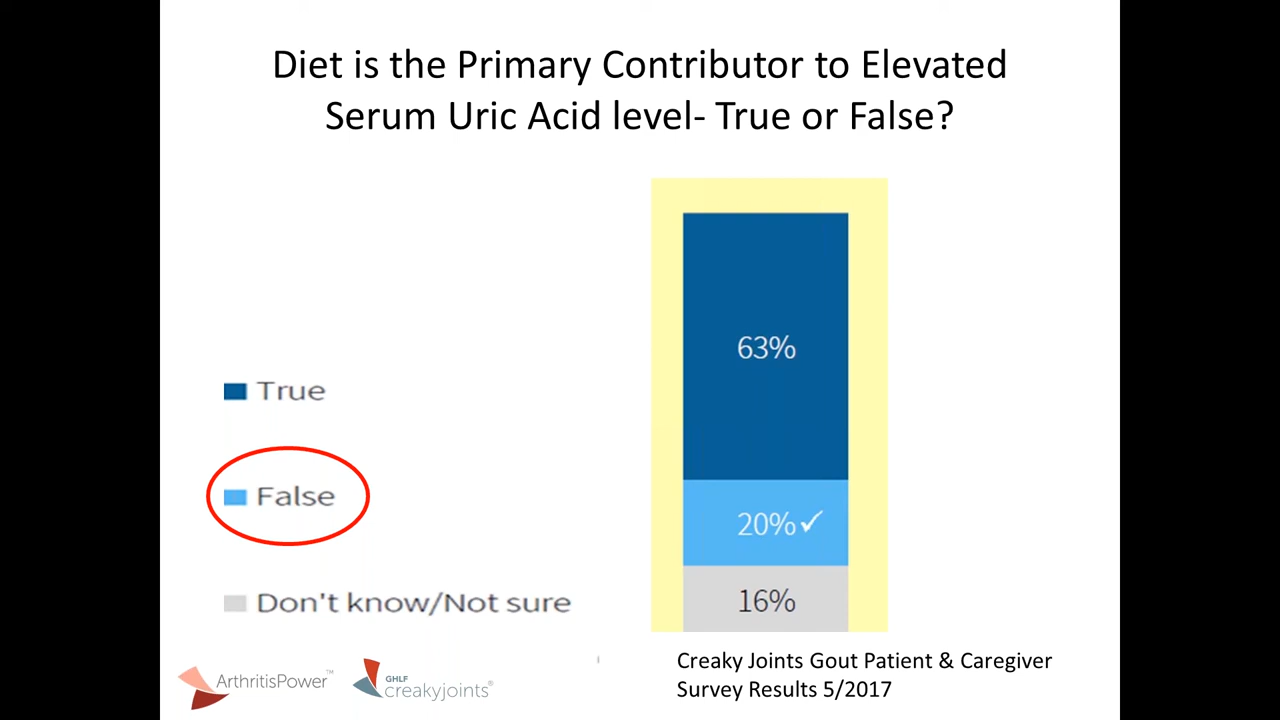 Diet is the Primary Contributor to Elevated
Serum Uric Acid level- True or False?
63%
True
False
20%✓
Don't know/Not sure
16%
ArthritisPower™
GHLF
creakyjoints®
Creaky Joints Gout Patient & Caregiver
Survey Results 5/2017